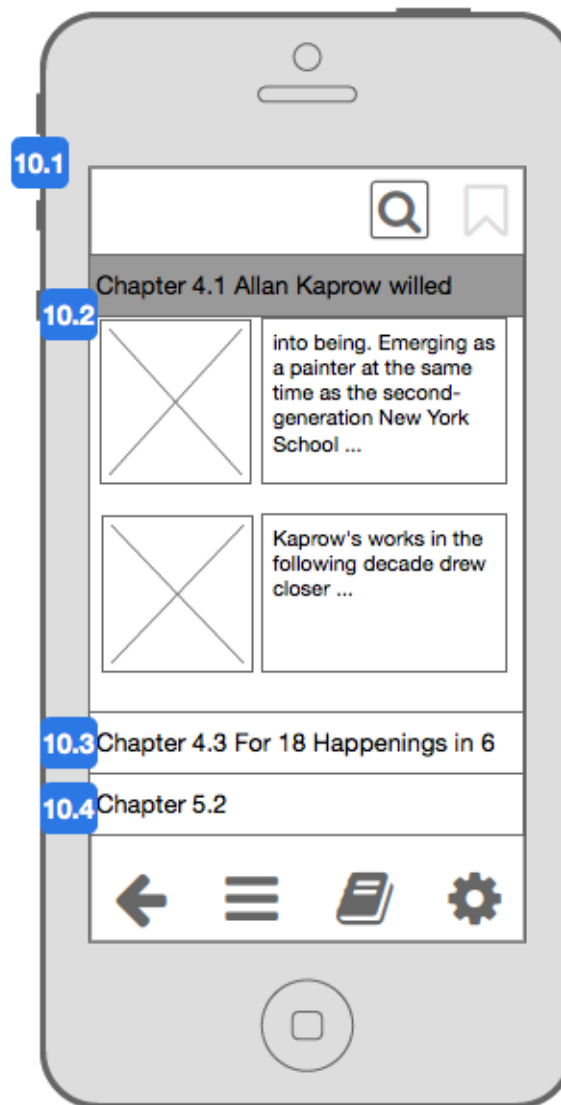 10.1
Chapter 4.1 Allan Kaprow willed
10.2
into being. Emerging as
a painter at the same
time as the second-
generation New York
School ...
Kaprow's works in the
following decade drew
closer ...
10.3
Chapter 4.3 For 18 Happenings in 6
10.4
Chapter 5.2